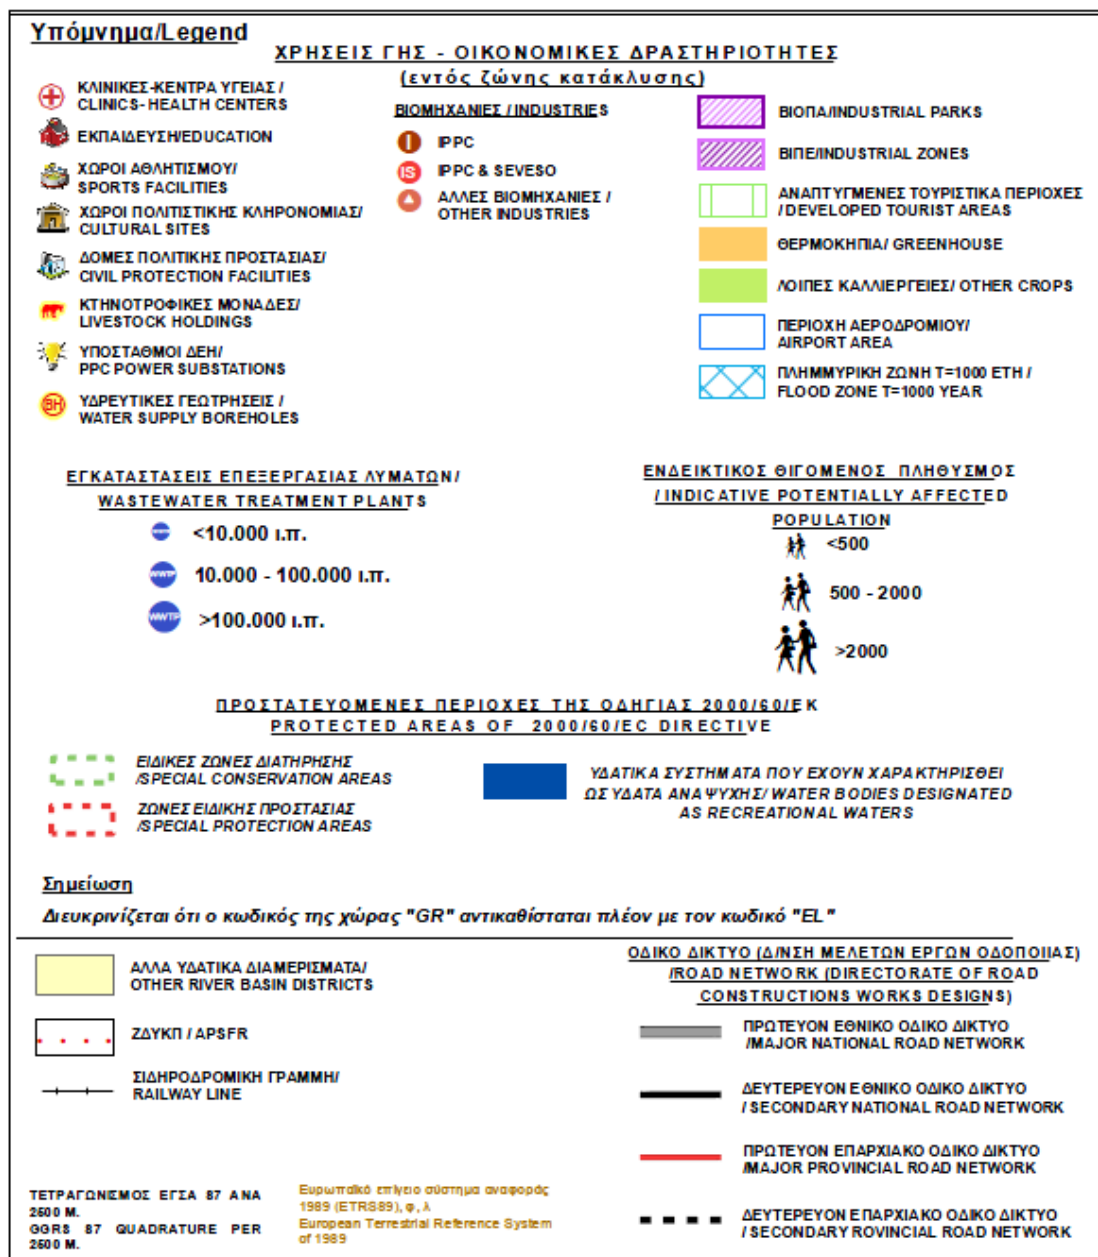 Υπόμνημα/Legend
ΧΡΗΣΕΙΣ ΓΗΣ - ΟΙΚΟΝΟΜΙΚΕΣ ΔΡΑΣΤΗΡΙΟΤΗΤΕΣ
(εντός ζώνης κατάκλυσης)
ΚΛΙΝΙΚΕΣ-ΚΕΝΤΡΑ ΥΓΕΙΑΣ /
CLINICS- HEALTH CENTERS
ΕΚΠΑΙΔΕΥΣΗ/EDUCATION
ΧΩΡΟΙ ΑΘΛΗΤΙΣΜΟΥ/
SPORTS FACILITIES
ΧΩΡΟΙ ΠΟΛΙΤΙΣΤΙΚΗΣ ΚΛΗΡΟΝΟΜΙΑΣ/
CULTURAL SITES
ΔΟΜΕΣ ΠΟΛΙΤΙΚΗΣ ΠΡΟΣΤΑΣΙΑΣ/
CIVIL PROTECTION FACILITIES
ΚΤΗΝΟΤΡΟΦΙΚΕΣ ΜΟΝΑΔΕΣ/
LIVESTOCK HOLDINGS
ΥΠΟΣΤΑΘΜΟΙ ΔΕΗ/
PPC POWER SUBSTATIONS
BH
ΥΔΡΕΥΤΙΚΕΣ ΓΕΩΤΡΗΣΕΙΣ /
WATER SUPPLY BOREHOLES
ΒΙΟΜΗΧΑΝΙΕΣ / INDUSTRIES
I
IPPC
IS
IPPC & SEVESO
ΑΛΛΕΣ ΒΙΟΜΗΧΑΝΙΕΣ /
OTHER INDUSTRIES
ΒΙΟΠΑ/INDUSTRIAL PARKS
ΒΙΠΕ/INDUSTRIAL ZONES
ΑΝΑΠΤΥΓΜΕΝΕΣ ΤΟΥΡΙΣΤΙΚΑ ΠΕΡΙΟΧΕΣ
/ DEVELOPED TOURIST AREAS
ΘΕΡΜΟΚΗΠΙΑ/ GREENHOUSE
ΛΟΙΠΕΣ ΚΑΛΛΙΕΡΓΕΙΕΣ/ OTHER CROPS
ΠΕΡΙΟΧΗ ΑΕΡΟΔΡΟΜΙΟΥ/
AIRPORT AREA
ΠΛΗΜΜΥΡΙΚΗ ΖΩΝΗ Τ=1000 ΕΤΗ /
FLOOD ZONE T=1000 YEAR
ΕΓΚΑΤΑΣΤΑΣΕΙΣ ΕΠΕΞΕΡΓΑΣΙΑΣ ΛΥΜΑΤΩΝ/
WASTEWATER TREATMENT PLANTS
WWTP
<10.000 ι.π.
WWTP
10.000 - 100.000 ι.π.
WWTP
>100.000 ι.π.
ΕΝΔΕΙΚΤΙΚΟΣ ΘΙΓΟΜΕΝΟΣ ΠΛΗΘΥΣΜΟΣ
/ INDICATIVE POTENTIALLY AFFECTED
POPULATION
<500
500 - 2000
>2000
ΠΡΟΣΤΑΤΕΥΟΜΕΝΕΣ ΠΕΡΙΟΧΕΣ ΤΗΣ ΟΔΗΓΙΑΣ 2000/60/ΕΚ
PROTECTED AREAS OF 2000/60/EC DIRECTIVE
ΕΙΔΙΚΕΣ ΖΩΝΕΣ ΔΙΑΤΗΡΗΣΗΣ
/SPECIAL CONSERVATION AREAS
ΖΩΝΕΣ ΕΙΔΙΚΗΣ ΠΡΟΣΤΑΣΙΑΣ
/SPECIAL PROTECTION AREAS
ΥΔΑΤΙΚΑ ΣΥΣΤΗΜΑΤΑ ΠΟΥ ΕΧΟΥΝ ΧΑΡΑΚΤΗΡΙΣΘΕΙ
ΩΣ ΥΔΑΤΑ ΑΝΑΨΥΧΗΣ/ WATER BODIES DESIGNATED
AS RECREATIONAL WATERS
Σημείωση
Διευκρινίζεται ότι ο κωδικός της χώρας "GR" αντικαθίσταται πλέον με τον κωδικό "EL"
ΑΛΛΑ ΥΔΑΤΙΚΑ ΔΙΑΜΕΡΙΣΜΑΤΑ/
OTHER RIVER BASIN DISTRICTS
ΖΔΥΚΠ / APSFR
ΣΙΔΗΡΟΔΡΟΜΙΚΗ ΓΡΑΜΜΗ/
RAILWAY LINE
ΟΔΙΚΟ ΔΙΚΤΥΟ (Δ/ΝΣΗ ΜΕΛΕΤΩΝ ΕΡΓΩΝ ΟΔΟΠΟΙΙΑΣ)
/ROAD NETWORK (DIRECTORATE OF ROAD
CONSTRUCTIONS WORKS DESIGNS)
ΠΡΩΤΕΥΟΝ ΕΘΝΙΚΟ ΟΔΙΚΟ ΔΙΚΤΥΟ
/MAJOR NATIONAL ROAD NETWORK
ΔΕΥΤΕΡΕΥΟΝ ΕΘΝΙΚΟ ΟΔΙΚΟ ΔΙΚΤΥΟ
/ SECONDARY NATIONAL ROAD NETWORK
ΠΡΩΤΕΥΟΝ ΕΠΑΡΧΙΑΚΟ ΟΔΙΚΟ ΔΙΚΤΥΟ
/MAJOR PROVINCIAL ROAD NETWORK
ΔΕΥΤΕΡΕΥΟΝ ΕΠΑΡΧΙΑΚΟ ΟΔΙΚΟ ΔΙΚΤΥΟ
/ SECONDARY ROVINCIAL ROAD NETWORK
ΤΕΤΡΑΓΩΝΙΣΜΟΣ ΕΓΣΑ 87 ΑΝΑ
2500 Μ.
GGRS 87 QUADRATURE PER
2500 M.
Ευρωπαϊκό επίγειο σύστημα αναφοράς
1989 (ETRS89), φ, λ
European Terrestrial Reference System
of 1989